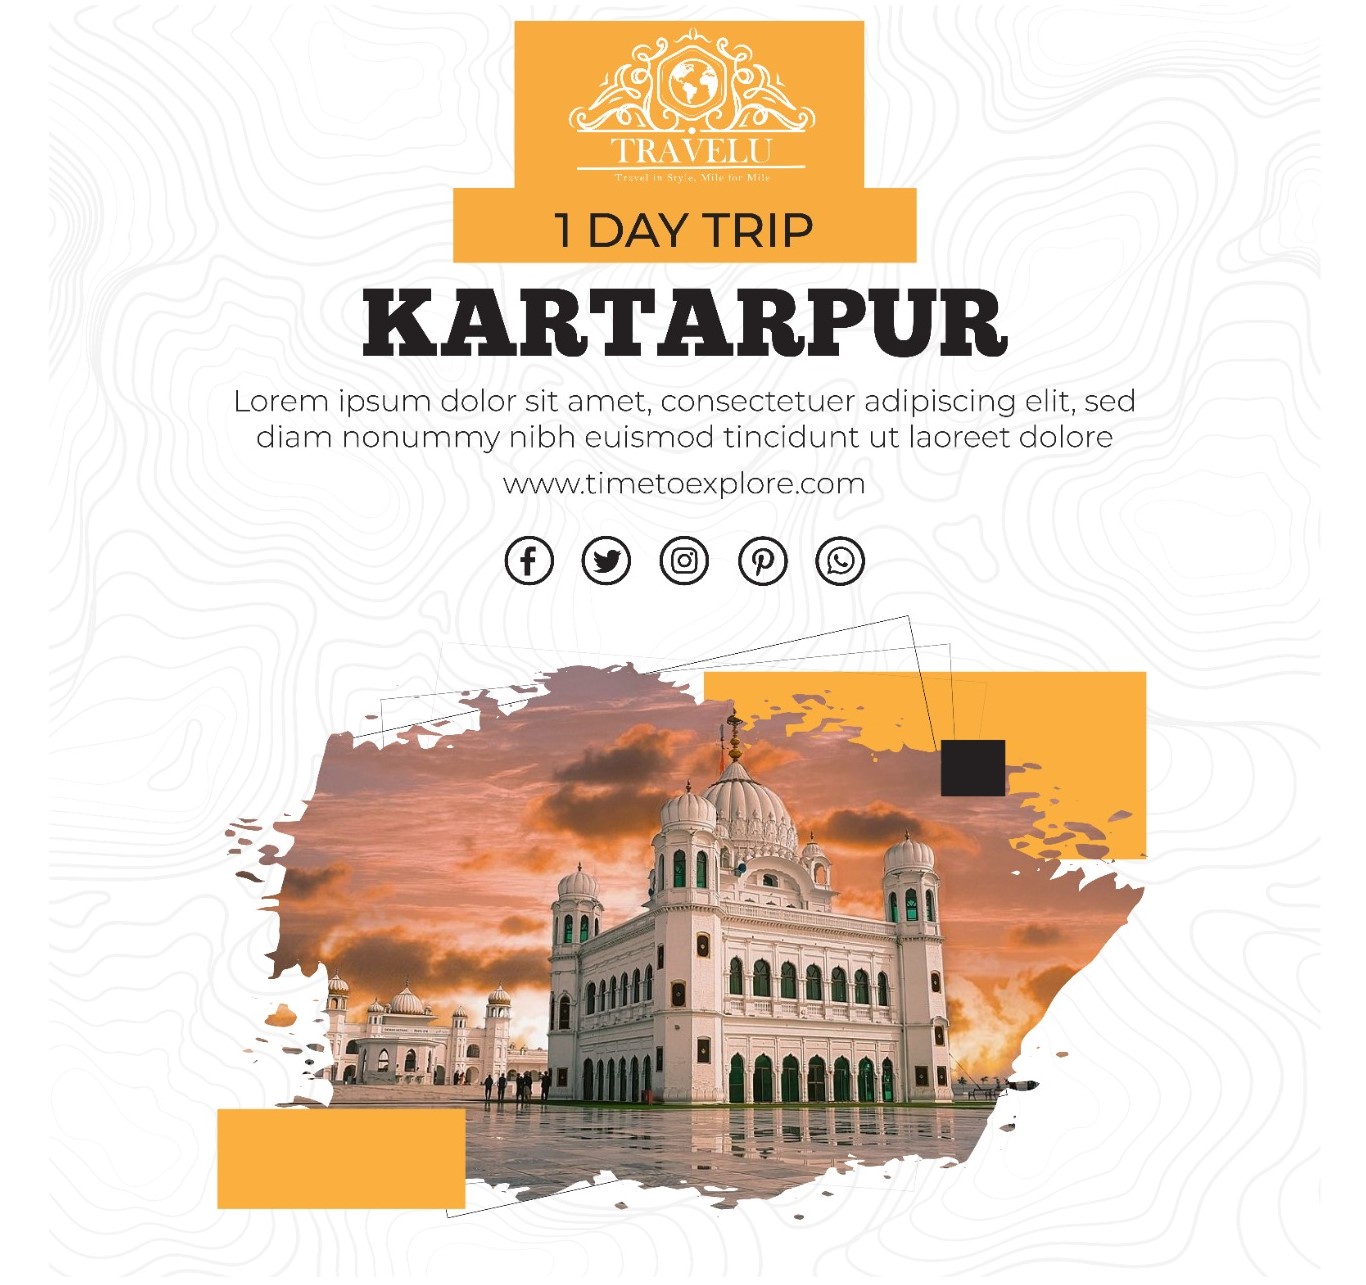 TRAVELU
Travel in Style, Mile for Mile
1 DAY TRIP
KARTARPUR
Lorem ipsum dolor sit amet, consectetuer adipiscing elit, sed
diam nonummy nibh euismod tincidunt ut laoreet dolore
www.timetoexplore.com